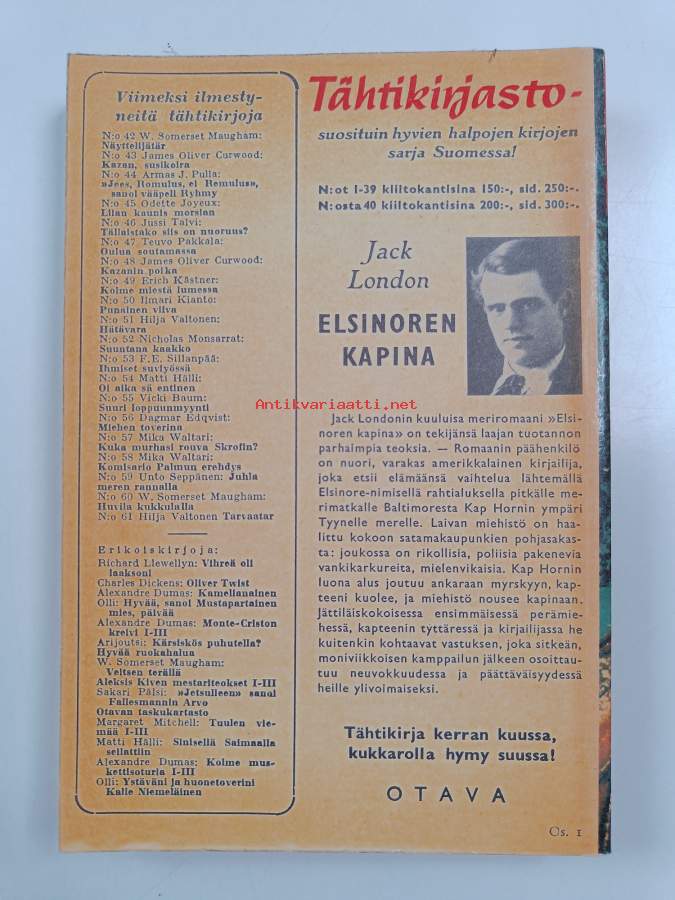 Viimeksi ilmesty-
neitä tähtikirjoja
N:o 42 W. Somerset Maugham:
Näyttelijätär
N:o 43 James Oliver Curwood:
Kazan, susikoira
N:o 44 Armas J. Pulla:
»Jees, Romulus, ei Remulus»,
sanoi vääpeli Ryhmy
N:o 45 Odette Joyeux:
Elian kaunis morsian
N:o 46 Jussi Talvi:
Tällaistako siis on nuoruus?
N:o 47 Teuvo Pakkala:
Oulua soutamassa
N:o 48 James Oliver Curwood:
Kazanin poika
N:o 49 Erich Kästner:
Kolme miestä lumessa
N:o 50 Ilmari Kianto:
Punainen viiva
N:o 51 Hilja Valtonen:
Hätävara
N:o 52 Nicholas Monsarrat:
Suuntana kaakko
N:o 53 F.E. Sillanpää:
Ihmiset suviyössä
N:o 54 Matti Hälli:
Oi aika sä entinen
N:o 55 Vicki Baum:
Suuri loppuunmyynti
N:o 56 Dagmar Edqvist:
Miehen toverina
N:o 57 Mika Waltari:
Kuka murhasi rouva Skrofin?
N:o 58 Mika Waltari:
Komisario Palmun erehdys
N:o 59 Unto Seppänen: Juhla
meren rannalla
N:o 60 W. Somerset Maugham:
Huvila kukkulalla
N:o 61 Hilja Valtonen Tarvaatar
Erikoiskirjoja:
Richard Llewellyn: Vihreä oli
laaksoni
Charles Dickens: Oliver Twist
Alexandre Dumas: Kamelianainen
Olli: Hyvää, sanoi Mustapartainen
mies, päivää
Alexandre Dumas: Monte-Criston
kreivi I-III
Arijoutsi: Kärsiskös puhutella?
Hyvää ruokahalua
W. Somerset Maugham:
Veitsen terällä
Aleksis Kiven mestariteokset I-III
Sakari Pälsi: »Jetsulleen» sanoi
Fallesmannin Arvo
Otavan taskukartasto
Margaret Mitchell: Tuulen vie-
mää I-III
Matti Hälli: Sinisellä Saimaalla
seilattiin
Alexandre Dumas: Kolme mus-
kettisoturia I-III
Olli: Ystäväni ja huonetoverini
Kalle Niemeläinen
Tähtikirjasto-
suosituin hyvien halpojen kirjojen
sarja Suomessa!
N:ot 1-39 kiiltokantisina 150:-, sid. 250:-.
N:osta 40 kiiltokantisina 200:-, sid. 300:-.
Jack
London
ELSINOREN
KAPINA
Antikvariaatti.net
Jack Londonin kuuluisa meriromaani »Elsi-
noren kapina» on tekijänsä laajan tuotannon
parhaimpia teoksia. — Romaanin päähenkilö
on nuori, varakas amerikkalainen kirjailija,
joka etsii elämäänsä vaihtelua lähtemällä
Elsinore-nimisellä rahtialuksella pitkälle me-
rimatkalle Baltimoresta Kap Hornin ympäri
Tyynelle merelle. Laivan miehistö on haa-
littu kokoon satamakaupunkien pohjasakas-
ta: joukossa on rikollisia, poliisia pakenevia
vankikarkureita, mielenvikaisia. Kap Hornin
luona alus joutuu ankaraan myrskyyn, kap-
teeni kuolee, ja miehistö nousee kapinaan.
Jättiläiskokoisessa ensimmäisessä perämie-
hessä, kapteenin tyttäressä ja kirjailijassa he
kuitenkin kohtaavat vastuksen, joka sitkeän,
moniviikkoisen kamppailun jälkeen osoittau-
tuu neuvokkuudessa ja päättäväisyydessä
heille ylivoimaiseksi.
Tähtikirja kerran kuussa,
kukkarolla hymy suussa!
OTAVA
Os. 1